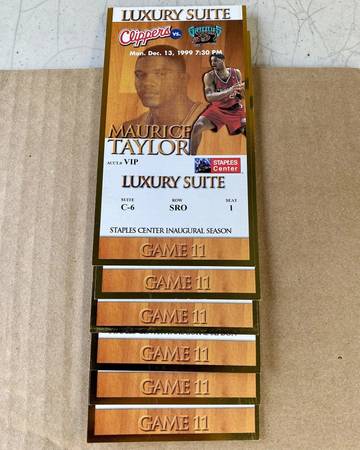 LUXURY SUITE
Clippers vs. GRIZZLIES
Mon. Dec. 13, 1999 7:30 PM
MAURICE
TAYLOR
ACCT.# VIP
STAPLES
Center
LUXURY SUITE
SUITE ROW SEAT
C-6 SRO 1
STAPLES CENTER INAUGURAL SEASON
GAME 11
GAME 11
GAME 11
GAME 11
GAME 11
GAME 11